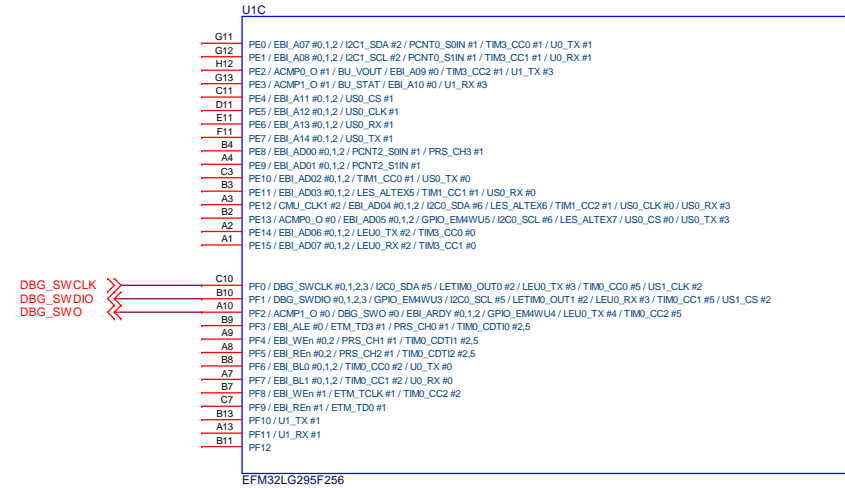 U1C
G11 PE0 / EBI_A07 #0,1,2 / I2C1_SDA #2 / PCNT0_S0IN #1 / TIM3_CC0 #1 / U0_TX #1
G12 PE1 / EBI_A08 #0,1,2 / I2C1_SCL #2 / PCNT0_S1IN #1 / TIM3_CC1 #1 / U0_RX #1
H12 PE2 / ACMP0_O #1 / BU_VOUT / EBI_A09 #0 / TIM3_CC2 #1 / U1_TX #3
G13 PE3 / ACMP1_O #1 / BU_STAT / EBI_A10 #0 / U1_RX #3
C11 PE4 / EBI_A11 #0,1,2 / US0_CS #1
D11 PE5 / EBI_A12 #0,1,2 / US0_CLK #1
E11 PE6 / EBI_A13 #0,1,2 / US0_RX #1
F11 PE7 / EBI_A14 #0,1,2 / US0_TX #1
B4 PE8 / EBI_AD00 #0,1,2 / PCNT2_S0IN #1 / PRS_CH3 #1
A4 PE9 / EBI_AD01 #0,1,2 / PCNT2_S1IN #1
C3 PE10 / EBI_AD02 #0,1,2 / TIM1_CC0 #1 / US0_TX #0
B3 PE11 / EBI_AD03 #0,1,2 / LES_ALTEX5 / TIM1_CC1 #1 / US0_RX #0
A3 PE12 / CMU_CLK1 #2 / EBI_AD04 #0,1,2 / I2C0_SDA #6 / LES_ALTEX6 / TIM1_CC2 #1 / US0_CLK #0 / US0_RX #3
B2 PE13 / ACMP0_O #0 / EBI_AD05 #0,1,2 / GPIO_EM4WU5 / I2C0_SCL #6 / LES_ALTEX7 / US0_CS #0 / US0_TX #3
A2 PE14 / EBI_AD06 #0,1,2 / LEU0_TX #2 / TIM3_CC0 #0
A1 PE15 / EBI_AD07 #0,1,2 / LEU0_RX #2 / TIM3_CC1 #0
DBG_SWCLK C10 PF0 / DBG_SWCLK #0,1,2,3 / I2C0_SDA #5 / LETIM0_OUT0 #2 / LEU0_TX #3 / TIM0_CC0 #5 / US1_CLK #2
DBG_SWDIO B10 PF1 / DBG_SWDIO #0,1,2,3 / GPIO_EM4WU3 / I2C0_SCL #5 / LETIM0_OUT1 #2 / LEU0_RX #3 / TIM0_CC1 #5 / US1_CS #2
DBG_SWO A10 PF2 / ACMP1_O #0 / DBG_SWO #0 / EBI_ARDY #0,1,2 / GPIO_EM4WU4 / LEU0_TX #4 / TIM0_CC2 #5
B9 PF3 / EBI_ALE #0 / ETM_TD3 #1 / PRS_CH0 #1 / TIM0_CDTI0 #2,5
A9 PF4 / EBI_WEn #0,2 / PRS_CH1 #1 / TIM0_CDTI1 #2,5
A8 PF5 / EBI_REn #0,2 / PRS_CH2 #1 / TIM0_CDTI2 #2,5
B8 PF6 / EBI_BL0 #0,1,2 / TIM0_CC0 #2 / U0_TX #0
A7 PF7 / EBI_BL1 #0,1,2 / TIM0_CC1 #2 / U0_RX #0
B7 PF8 / EBI_WEn #1 / ETM_TCLK #1 / TIM0_CC2 #2
C7 PF9 / EBI_REn #1 / ETM_TD0 #1
B13 PF10 / U1_TX #1
A13 PF11 / U1_RX #1
B11 PF12
EFM32LG295F256